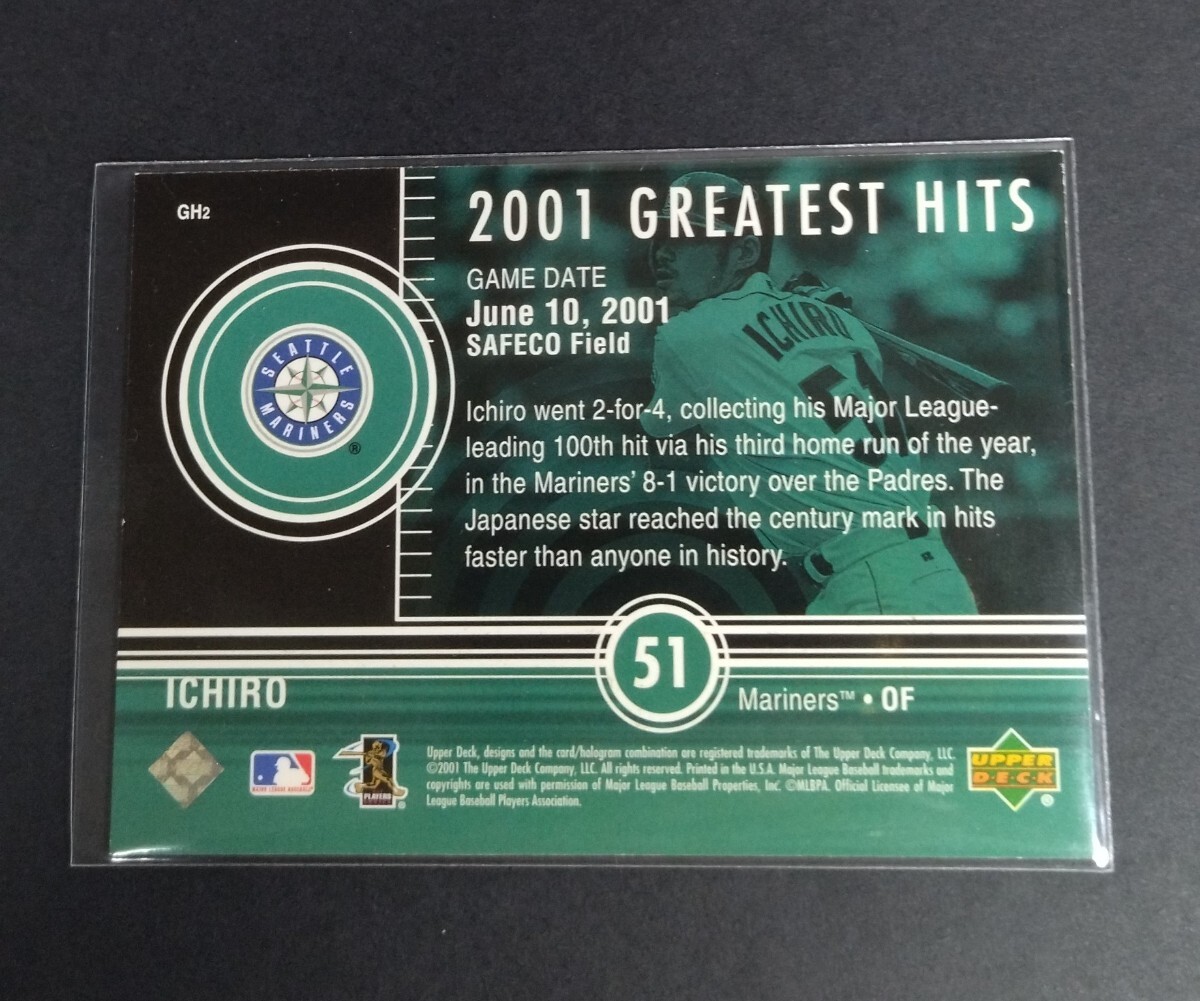 GH2
2001 GREATEST HITS
GAME DATE
June 10, 2001
SAFECO Field
ICHIRO
51
SEATTLE
MARINERS
®
Ichiro went 2-for-4, collecting his Major League-
leading 100th hit via his third home run of the year,
in the Mariners' 8-1 victory over the Padres. The
Japanese star reached the century mark in hits
faster than anyone in history.
51
ICHIRO
Mariners™ • OF
MAJOR LEAGUE BASEBALL
PLAYERS
®
Upper Deck, designs and the card/hologram combination are registered trademarks of The Upper Deck Company, LLC.
©2001 The Upper Deck Company, LLC. All rights reserved. Printed in the U.S.A. Major League Baseball trademarks and
copyrights are used with permission of Major League Baseball Properties, Inc. ©MLBPA. Official Licensee of Major
League Baseball Players Association.
UPPER
D·E·C·K
®